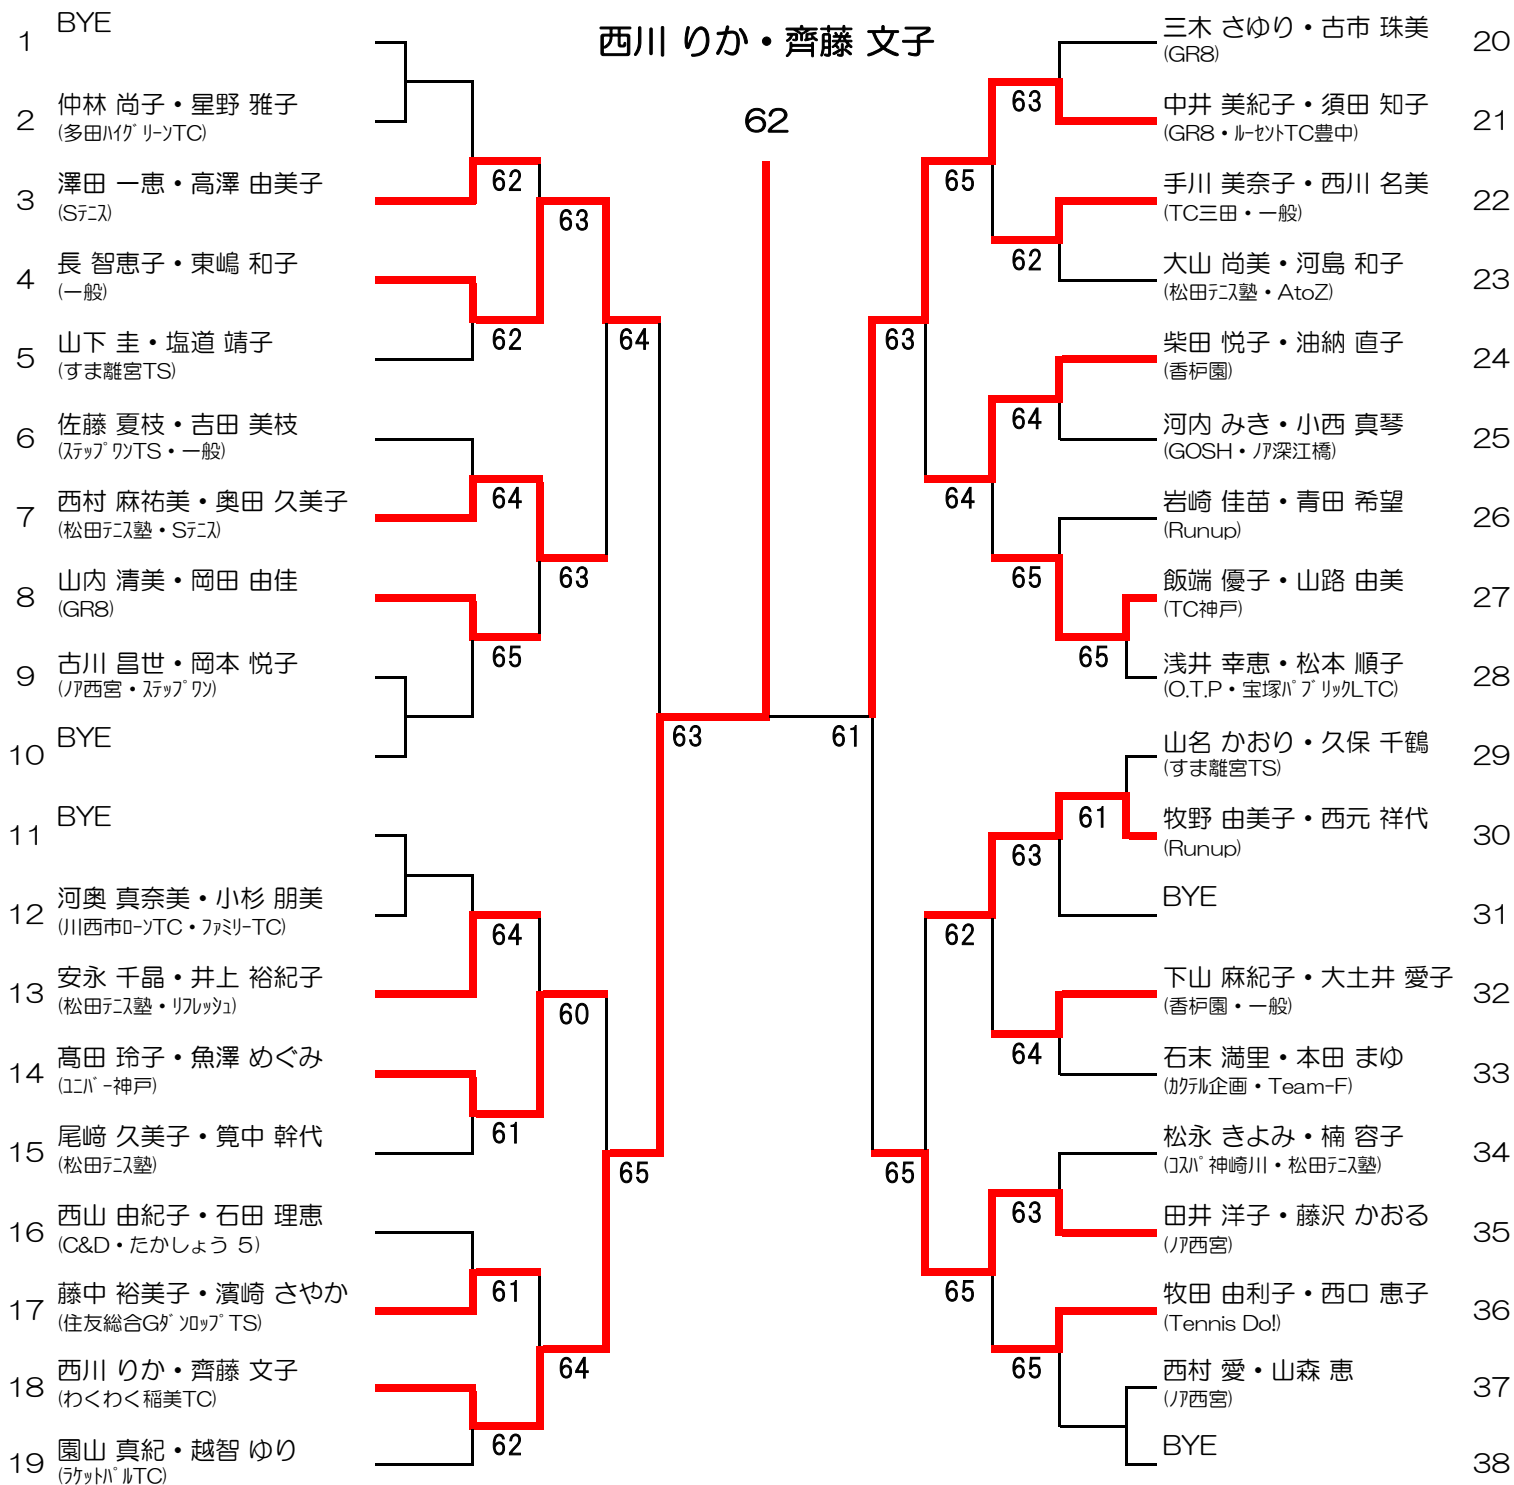 西川 りか・齊藤 文子
62
1 BYE
2 仲林 尚子・星野 雅子
(多田ﾊｲｸﾞﾘｰﾝTC)
3 澤田 一恵・高澤 由美子
(Sﾃﾆｽ)
4 長 智恵子・東嶋 和子
(一般)
5 山下 圭・塩道 靖子
(すま離宮TS)
6 佐藤 夏枝・吉田 美枝
(ｽﾃｯﾌﾟﾜﾝTS・一般)
7 西村 麻祐美・奥田 久美子
(松田ﾃﾆｽ塾・Sﾃﾆｽ)
8 山内 清美・岡田 由佳
(GR8)
9 古川 昌世・岡本 悦子
(ﾉｱ西宮・ｽﾃｯﾌﾟﾜﾝ)
10 BYE
11 BYE
12 河奥 真奈美・小杉 朋美
(川西市ﾛｰﾝTC・ﾌｧﾐﾘｰTC)
13 安永 千晶・井上 裕紀子
(松田ﾃﾆｽ塾・ﾘﾌﾚｯｼｭ)
14 髙田 玲子・魚澤 めぐみ
(ﾕﾆﾊﾞｰ神戸)
15 尾﨑 久美子・筧中 幹代
(松田ﾃﾆｽ塾)
16 西山 由紀子・石田 理恵
(C&D・たかしょう 5)
17 藤中 裕美子・濱崎 さやか
(住友総合GﾀﾞﾝﾛｯﾌﾟTS)
18 西川 りか・齊藤 文子
(わくわく稲美TC)
19 園山 真紀・越智 ゆり
(ﾗｹｯﾄﾊﾟﾙTC)
62
62
64
65
64
61
61
62
63
63
60
64
64
65
63
61
63
65
65
64
62
65
63
62
64
65
63
64
63
65
65
61
三木 さゆり・古市 珠美 20
(GR8)
中井 美紀子・須田 知子 21
(GR8・ﾙｰｾﾝﾄTC豊中)
手川 美奈子・西川 名美 22
(TC三田・一般)
大山 尚美・河島 和子 23
(松田ﾃﾆｽ塾・AtoZ)
柴田 悦子・油納 直子 24
(香枦園)
河内 みき・小西 真琴 25
(GOSH・ﾉｱ深江橋)
岩崎 佳苗・青田 希望 26
(Runup)
飯端 優子・山路 由美 27
(TC神戸)
浅井 幸恵・松本 順子 28
(O.T.P・宝塚ﾊﾟﾌﾞﾘｯｸLTC)
山名 かおり・久保 千鶴 29
(すま離宮TS)
牧野 由美子・西元 祥代 30
(Runup)
BYE 31
下山 麻紀子・大土井 愛子 32
(香枦園・一般)
石末 満里・本田 まゆ 33
(ｶｸﾃﾙ企画・Team-F)
松永 きよみ・楠 容子 34
(ｺｽﾊﾟ神崎川・松田ﾃﾆｽ塾)
田井 洋子・藤沢 かおる 35
(ﾉｱ西宮)
牧田 由利子・西口 恵子 36
(Tennis Do!)
西村 愛・山森 恵 37
(ﾉｱ西宮)
BYE 38